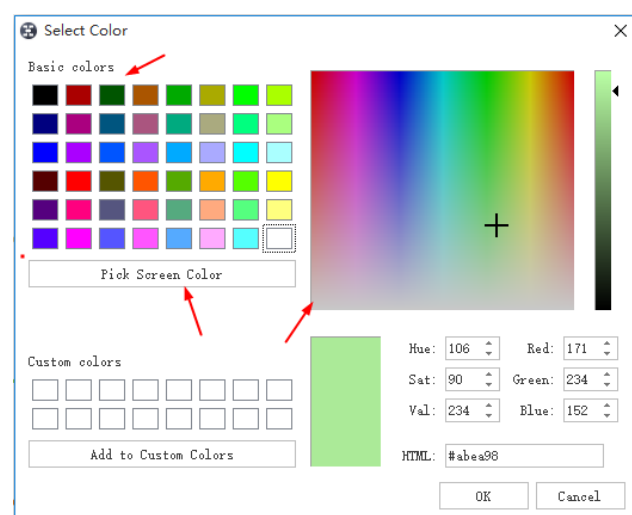 Select Color
Basic colors
Pick Screen Color
Custom colors
Add to Custom Colors
Hue: 106 Red: 171
Sat: 90 Green: 234
Val: 234 Blue: 152
HTML: #abea98
OK Cancel